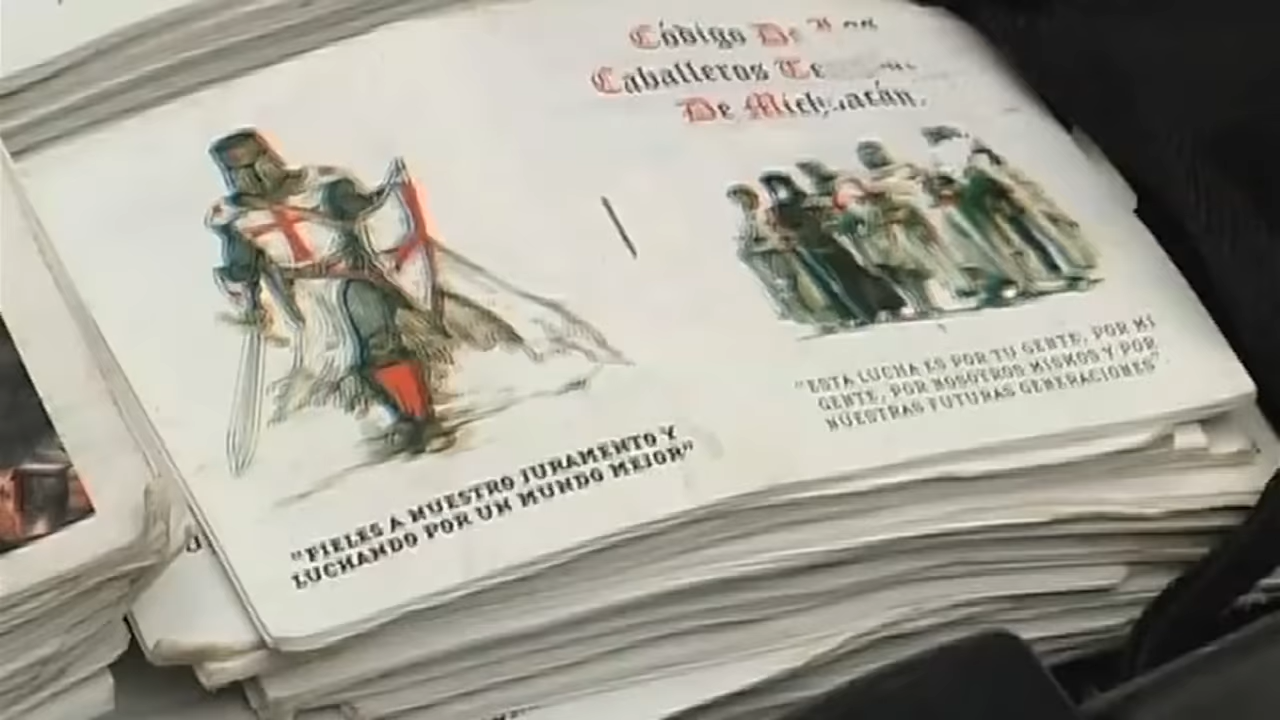 Código De
Caballeros
De Michoacán.
"FIELES A NUESTRO JURAMENTO Y
LUCHANDO POR UN MUNDO MEJOR"
"ESTA LUCHA ES POR TU GENTE, POR MI
GENTE, POR NOSOTROS MISMOS Y POR
NUESTRAS FUTURAS GENERACIONES".